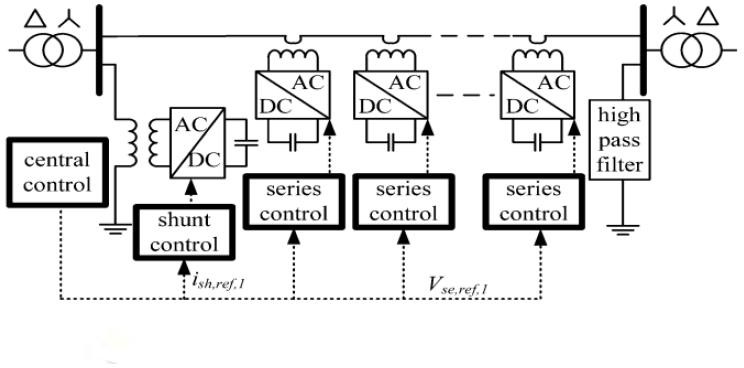 AC
DC
AC
DC
AC
DC
AC
DC
high
pass
filter
central
control
shunt
control
series
control
series
control
series
control
i_sh,ref,1
V_se,ref,1